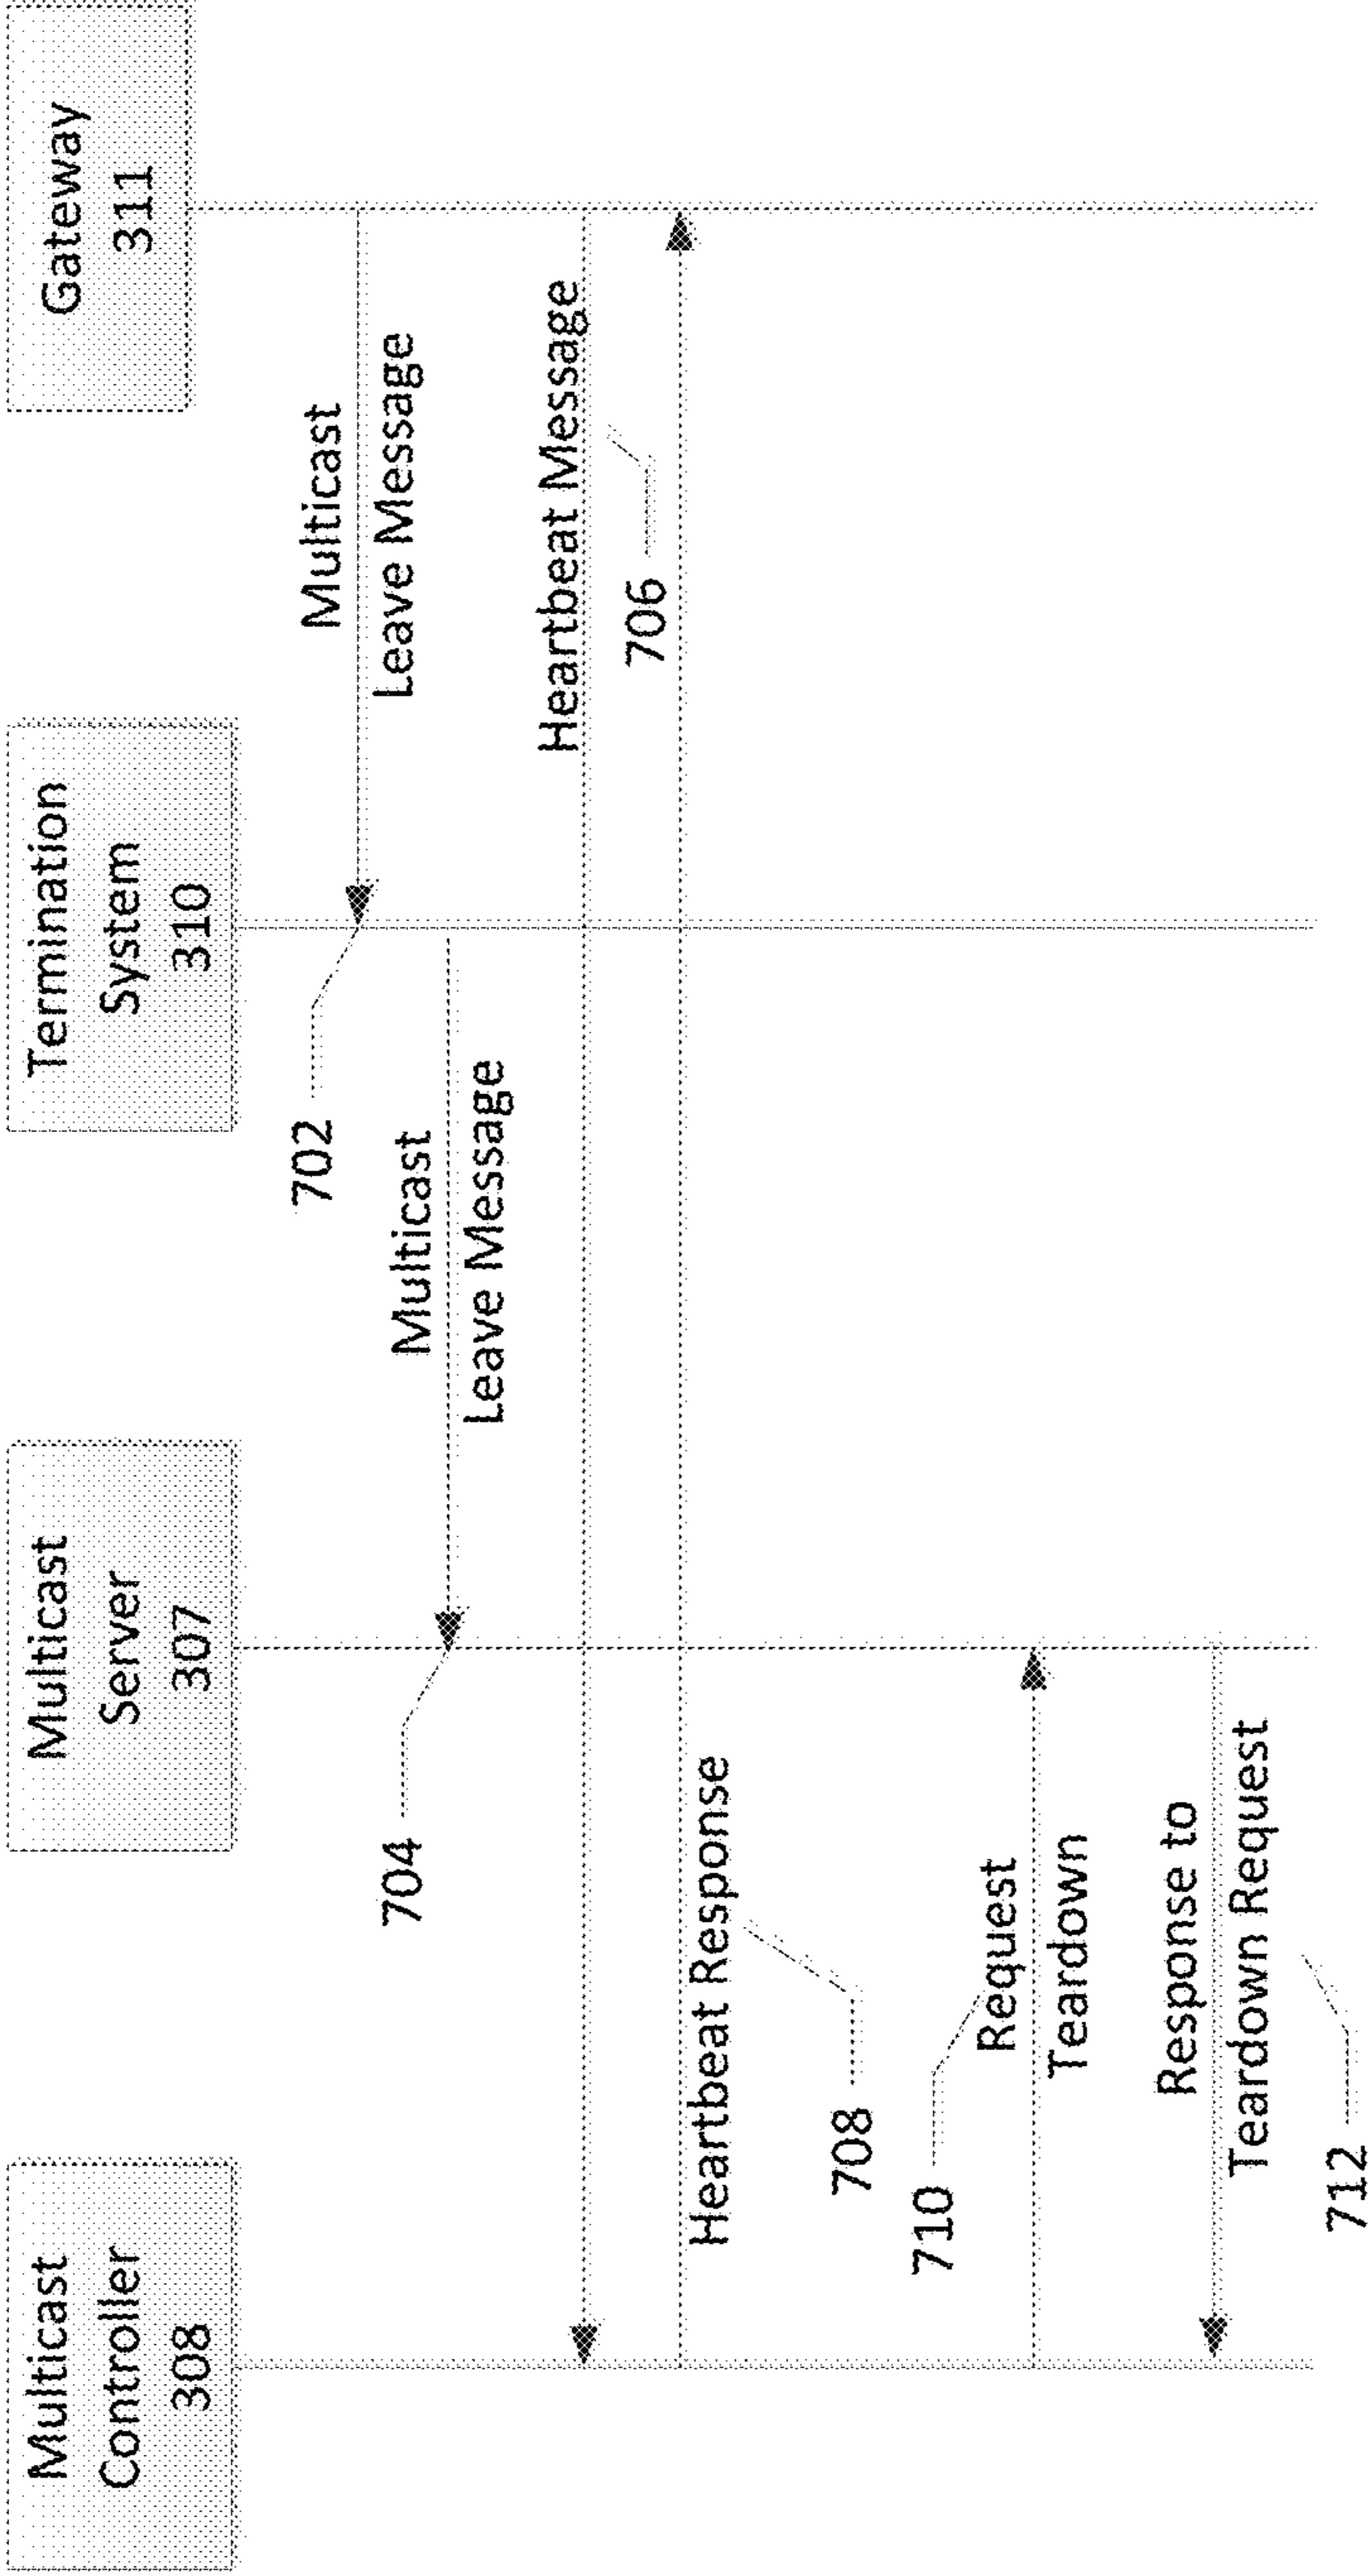 Multicast
Controller
308
Multicast
Server
307
Termination
System
310
Gateway
311
Multicast
Leave Message
702
Multicast
Leave Message
704
Heartbeat Message
706
Heartbeat Response
708
710
Request
Teardown
Response to
Teardown Request
712